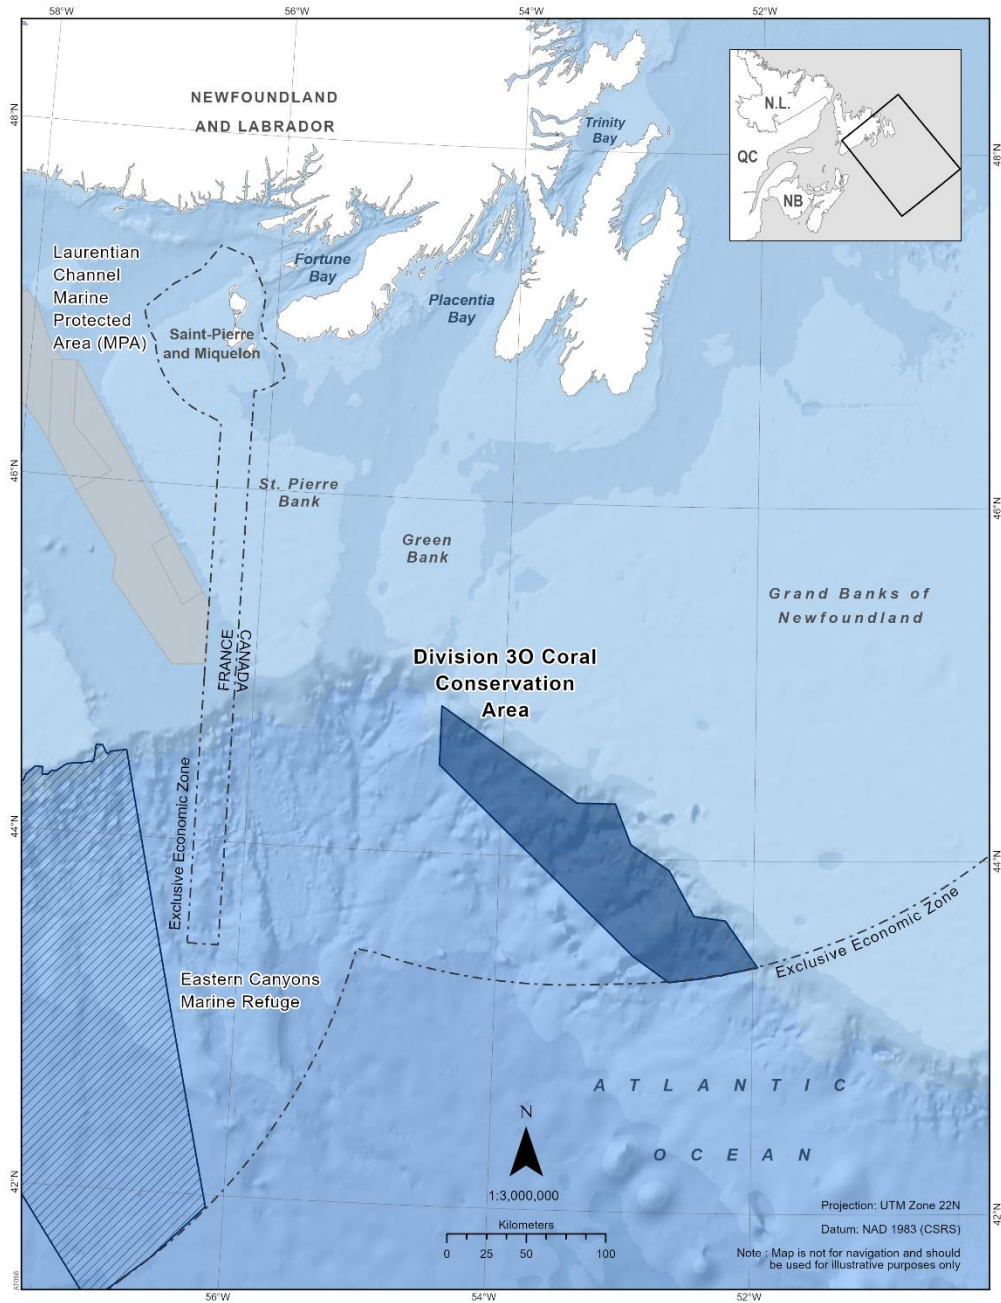 58°W
56°W
54°W
52°W
48°N
NEWFOUNDLAND
AND LABRADOR
Trinity
Bay
N.L.
QC
NB
48°N
Laurentian
Channel
Marine
Protected
Area (MPA)
Fortune
Bay
Placentia
Bay
Saint-Pierre
and Miquelon
46°N
St. Pierre
Bank
Green
Bank
46°N
Grand Banks of
Newfoundland
FRANCE
CANADA
Division 3O Coral
Conservation
Area
Exclusive Economic Zone
44°N
44°N
Exclusive Economic Zone
Eastern Canyons
Marine Refuge
ATLANTIC
OCEAN
N
1:3,000,000
Kilometers
0 25 50 100
42°N
42°N
Projection: UTM Zone 22N
Datum: NAD 1983 (CSRS)
Note : Map is not for navigation and should
be used for illustrative purposes only
56°W
54°W
52°W